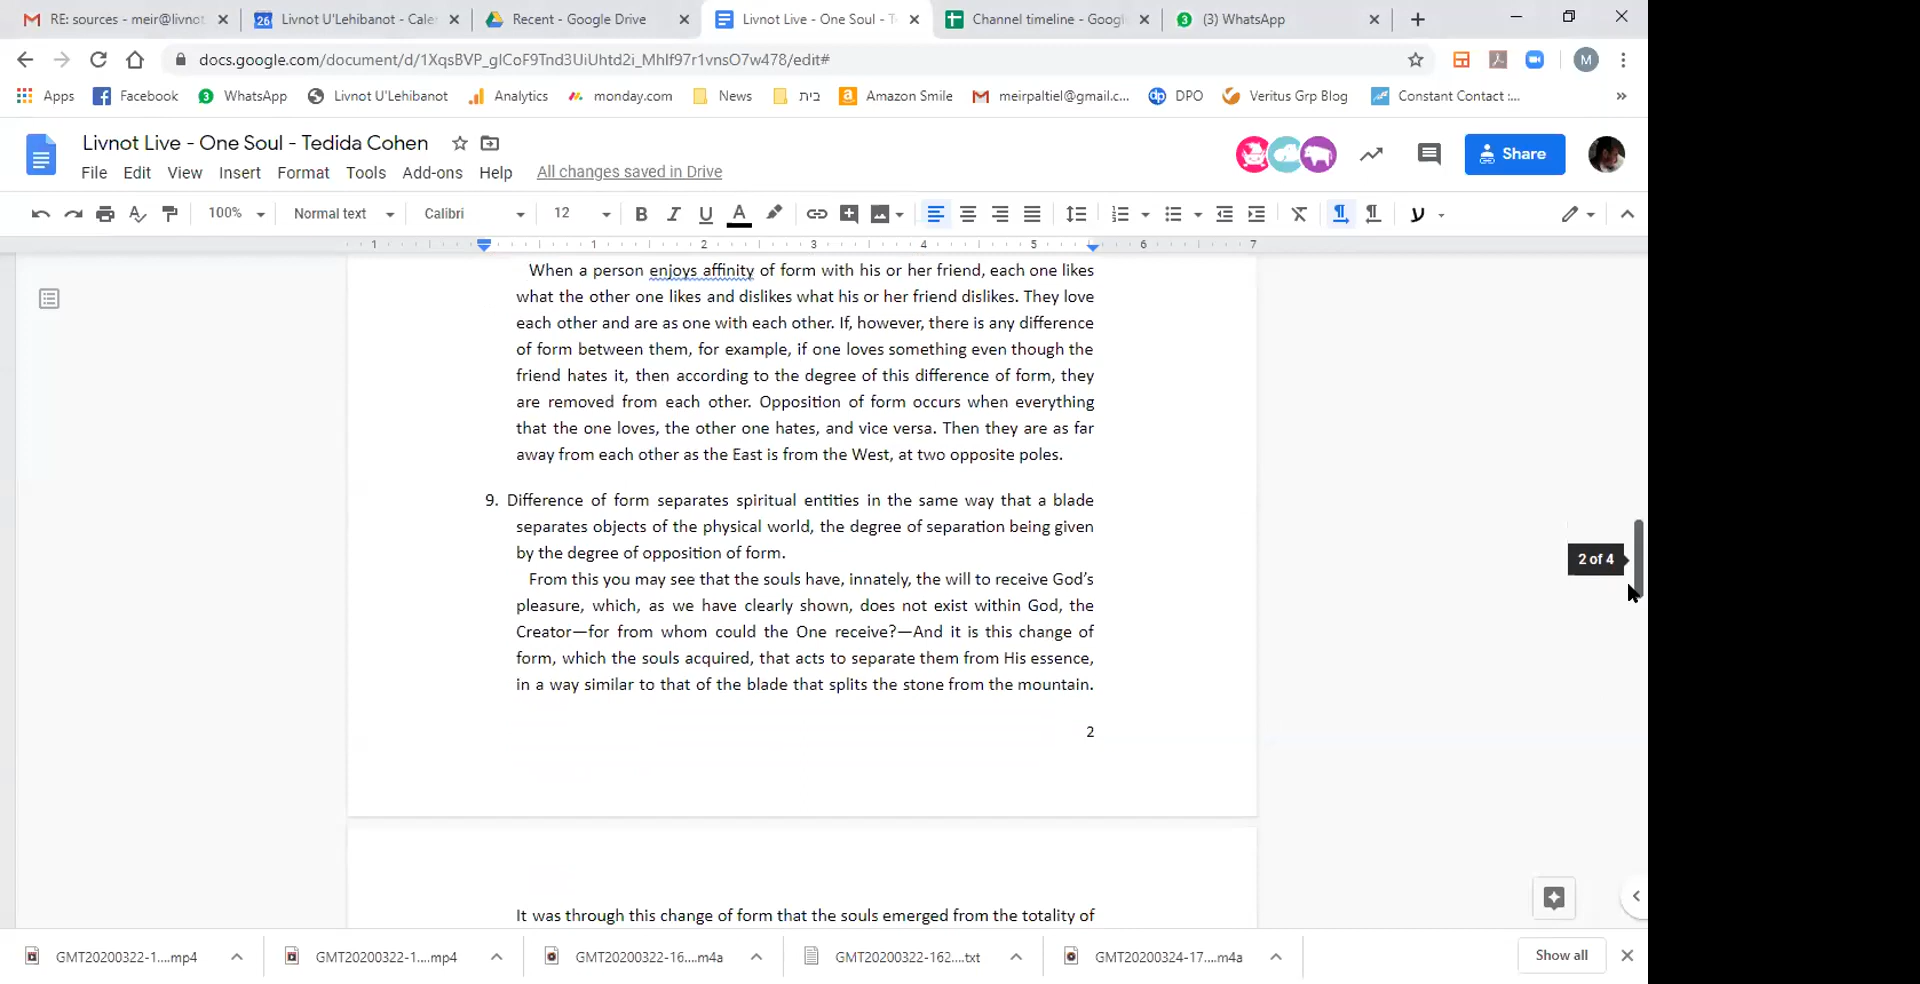 RE: sources - meir@livnot
Livnot U'Lehibanot - Cale
Recent - Google Drive
Livnot Live - One Soul - T
Channel timeline - Googl
3 (3) WhatsApp
docs.google.com/document/d/1XqsBVP_gICoF9Tnd3UiUhtd2i_Mhlf97r1vnsO7w478/edit#
M
Apps Facebook 3 WhatsApp Livnot U'Lehibanot Analytics monday.com News בית Amazon Smile meirpaltiel@gmail.c... dp DPO Veritus Grp Blog Constant Contact :... »
Livnot Live - One Soul - Tedida Cohen
Share
File Edit View Insert Format Tools Add-ons Help All changes saved in Drive
100% Normal text Calibri 12 B I U A ע
1 1 2 3 4 5 6 7
When a person enjoys affinity of form with his or her friend, each one likes
what the other one likes and dislikes what his or her friend dislikes. They love
each other and are as one with each other. If, however, there is any difference
of form between them, for example, if one loves something even though the
friend hates it, then according to the degree of this difference of form, they
are removed from each other. Opposition of form occurs when everything
that the one loves, the other one hates, and vice versa. Then they are as far
away from each other as the East is from the West, at two opposite poles.
9. Difference of form separates spiritual entities in the same way that a blade
separates objects of the physical world, the degree of separation being given
by the degree of opposition of form.
From this you may see that the souls have, innately, the will to receive God’s
pleasure, which, as we have clearly shown, does not exist within God, the
Creator—for from whom could the One receive?—And it is this change of
form, which the souls acquired, that acts to separate them from His essence,
in a way similar to that of the blade that splits the stone from the mountain.
2
2 of 4
It was through this change of form that the souls emerged from the totality of
GMT20200322-1....mp4
GMT20200322-1....mp4
GMT20200322-16....m4a
GMT20200322-162....txt
GMT20200324-17....m4a
Show all